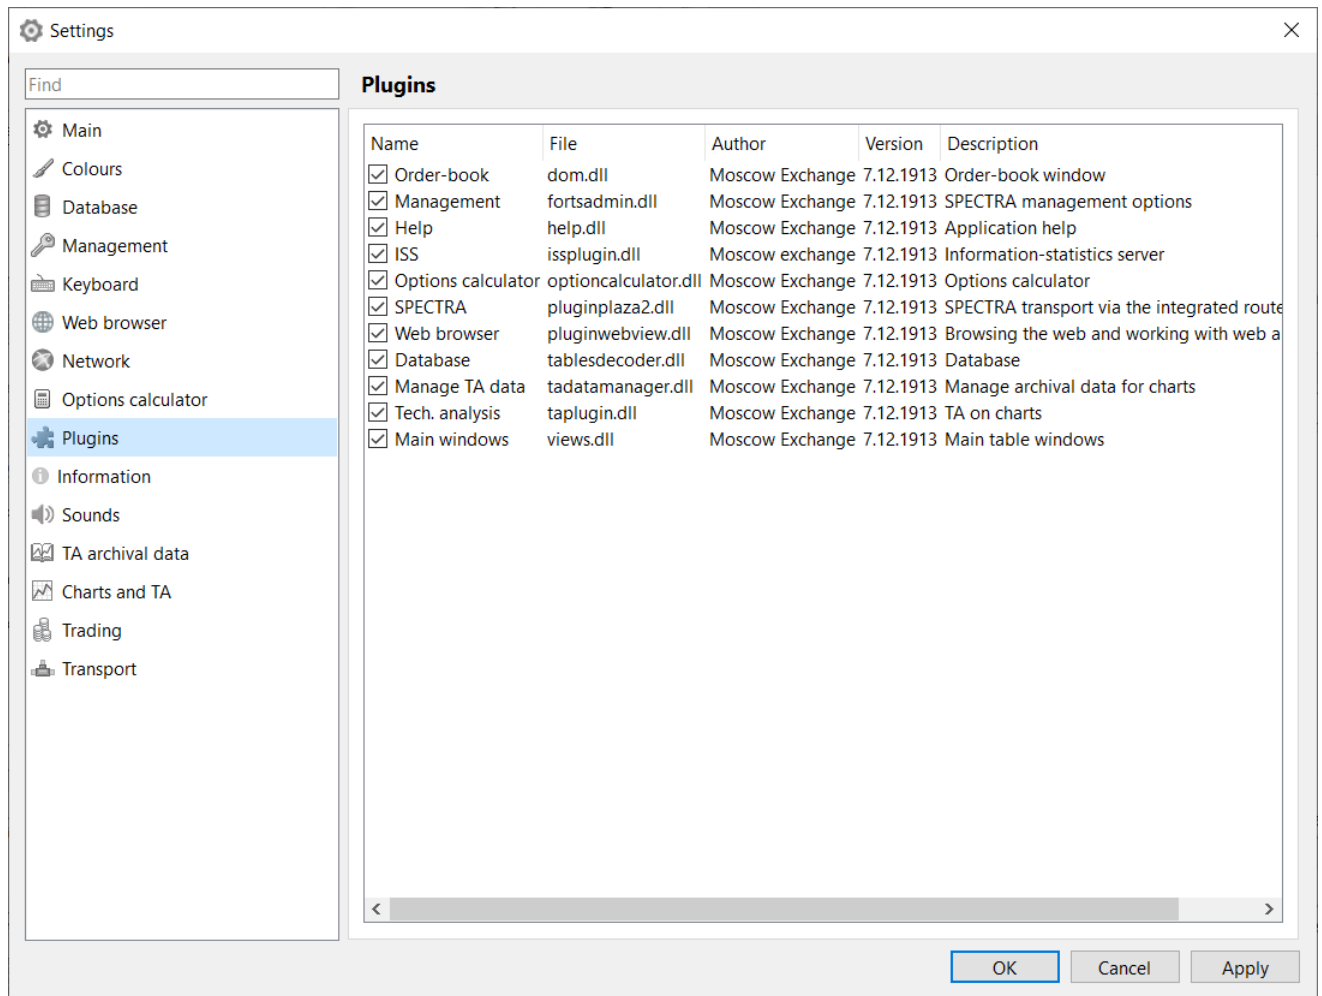 Settings
Find
Main
Colours
Database
Management
Keyboard
Web browser
Network
Options calculator
Plugins
Information
Sounds
TA archival data
Charts and TA
Trading
Transport
Plugins
Name File Author Version Description
Order-book dom.dll Moscow Exchange 7.12.1913 Order-book window
Management fortsadmin.dll Moscow Exchange 7.12.1913 SPECTRA management options
Help help.dll Moscow Exchange 7.12.1913 Application help
ISS issplugin.dll Moscow exchange 7.12.1913 Information-statistics server
Options calculator optioncalculator.dll Moscow Exchange 7.12.1913 Options calculator
SPECTRA pluginplaza2.dll Moscow Exchange 7.12.1913 SPECTRA transport via the integrated route
Web browser pluginwebview.dll Moscow Exchange 7.12.1913 Browsing the web and working with web a
Database tablesdecoder.dll Moscow Exchange 7.12.1913 Database
Manage TA data tadatamanager.dll Moscow Exchange 7.12.1913 Manage archival data for charts
Tech. analysis taplugin.dll Moscow Exchange 7.12.1913 TA on charts
Main windows views.dll Moscow Exchange 7.12.1913 Main table windows
OK Cancel Apply